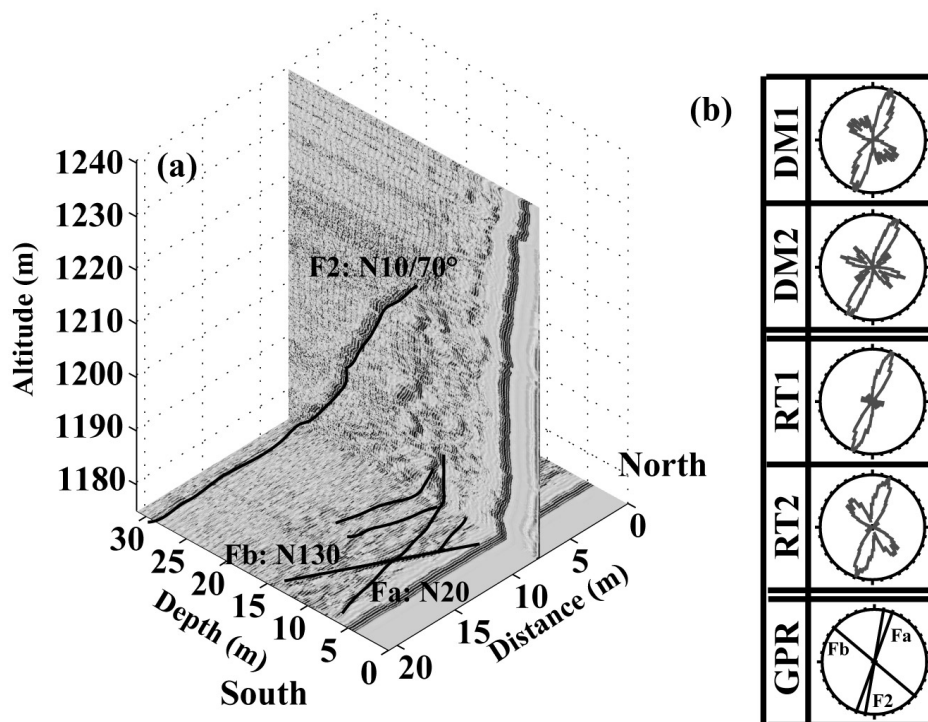 (a)
1240
1230
1220
1210
1200
1190
1180
Altitude (m)
F2: N10/70°
Fb: N130
Fa: N20
North
South
30
25
20
15
10
5
0
Depth (m)
20
15
10
5
0
Distance (m)
(b)
DM1
DM2
RT1
RT2
GPR
Fa
Fb
F2